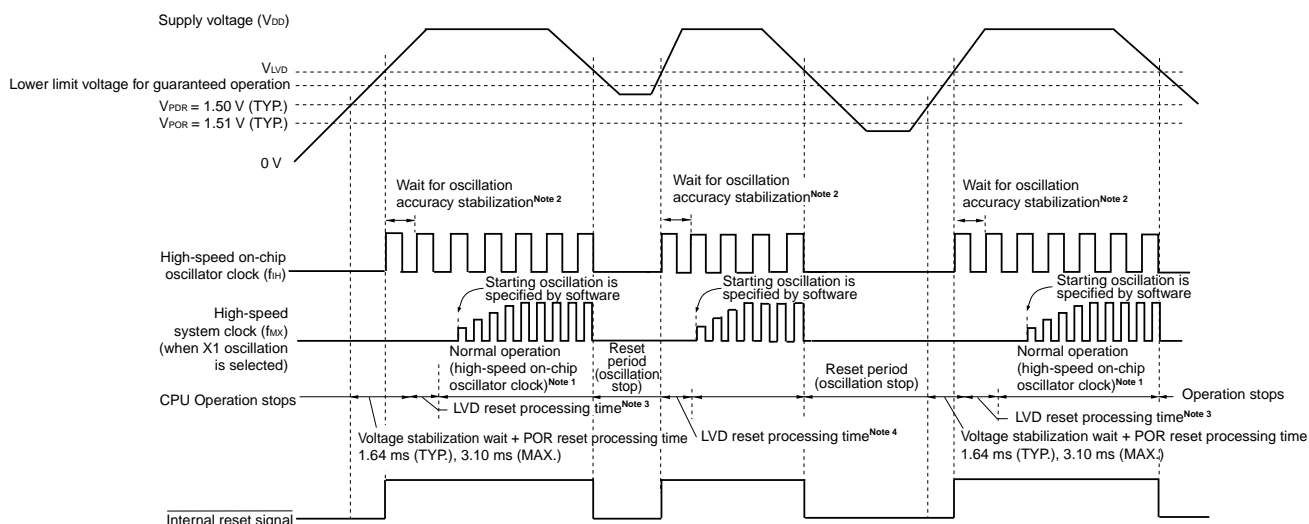 Supply voltage (VDD)
VLVD
Lower limit voltage for guaranteed operation
VPDR = 1.50 V (TYP.)
VPOR = 1.51 V (TYP.)
0 V
Wait for oscillation
accuracy stabilizationNote 2
Wait for oscillation
accuracy stabilizationNote 2
Wait for oscillation
accuracy stabilizationNote 2
High-speed on-chip
oscillator clock (fIH)
Starting oscillation is
specified by software
Starting oscillation is
specified by software
Starting oscillation is
specified by software
High-speed
system clock (fMX)
(when X1 oscillation
is selected)
Normal operation
(high-speed on-chip
oscillator clock)Note 1
Reset
period
(oscillation
stop)
Reset period
(oscillation stop)
Normal operation
(high-speed on-chip
oscillator clock)Note 1
CPU Operation stops
Operation stops
LVD reset processing timeNote 3
LVD reset processing timeNote 4
LVD reset processing timeNote 3
Voltage stabilization wait + POR reset processing time
1.64 ms (TYP.), 3.10 ms (MAX.)
Voltage stabilization wait + POR reset processing time
1.64 ms (TYP.), 3.10 ms (MAX.)
Internal reset signal